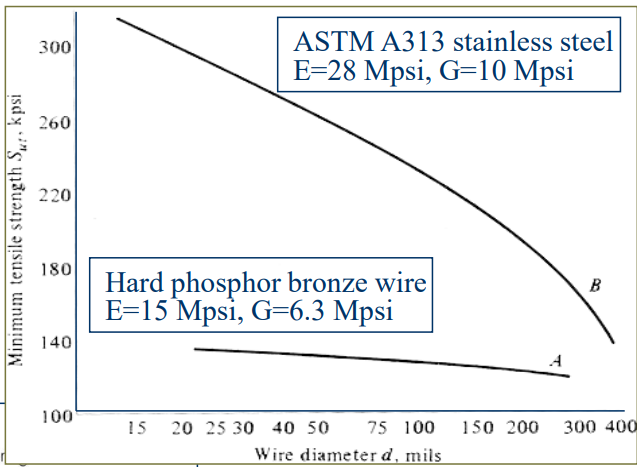 ASTM A313 stainless steel
E=28 Mpsi, G=10 Mpsi
Minimum tensile strength Sut, kpsi
300
260
220
180
140
100
Hard phosphor bronze wire
E=15 Mpsi, G=6.3 Mpsi
B
A
15 20 25 30 40 50 75 100 150 200 300 400
Wire diameter d, mils